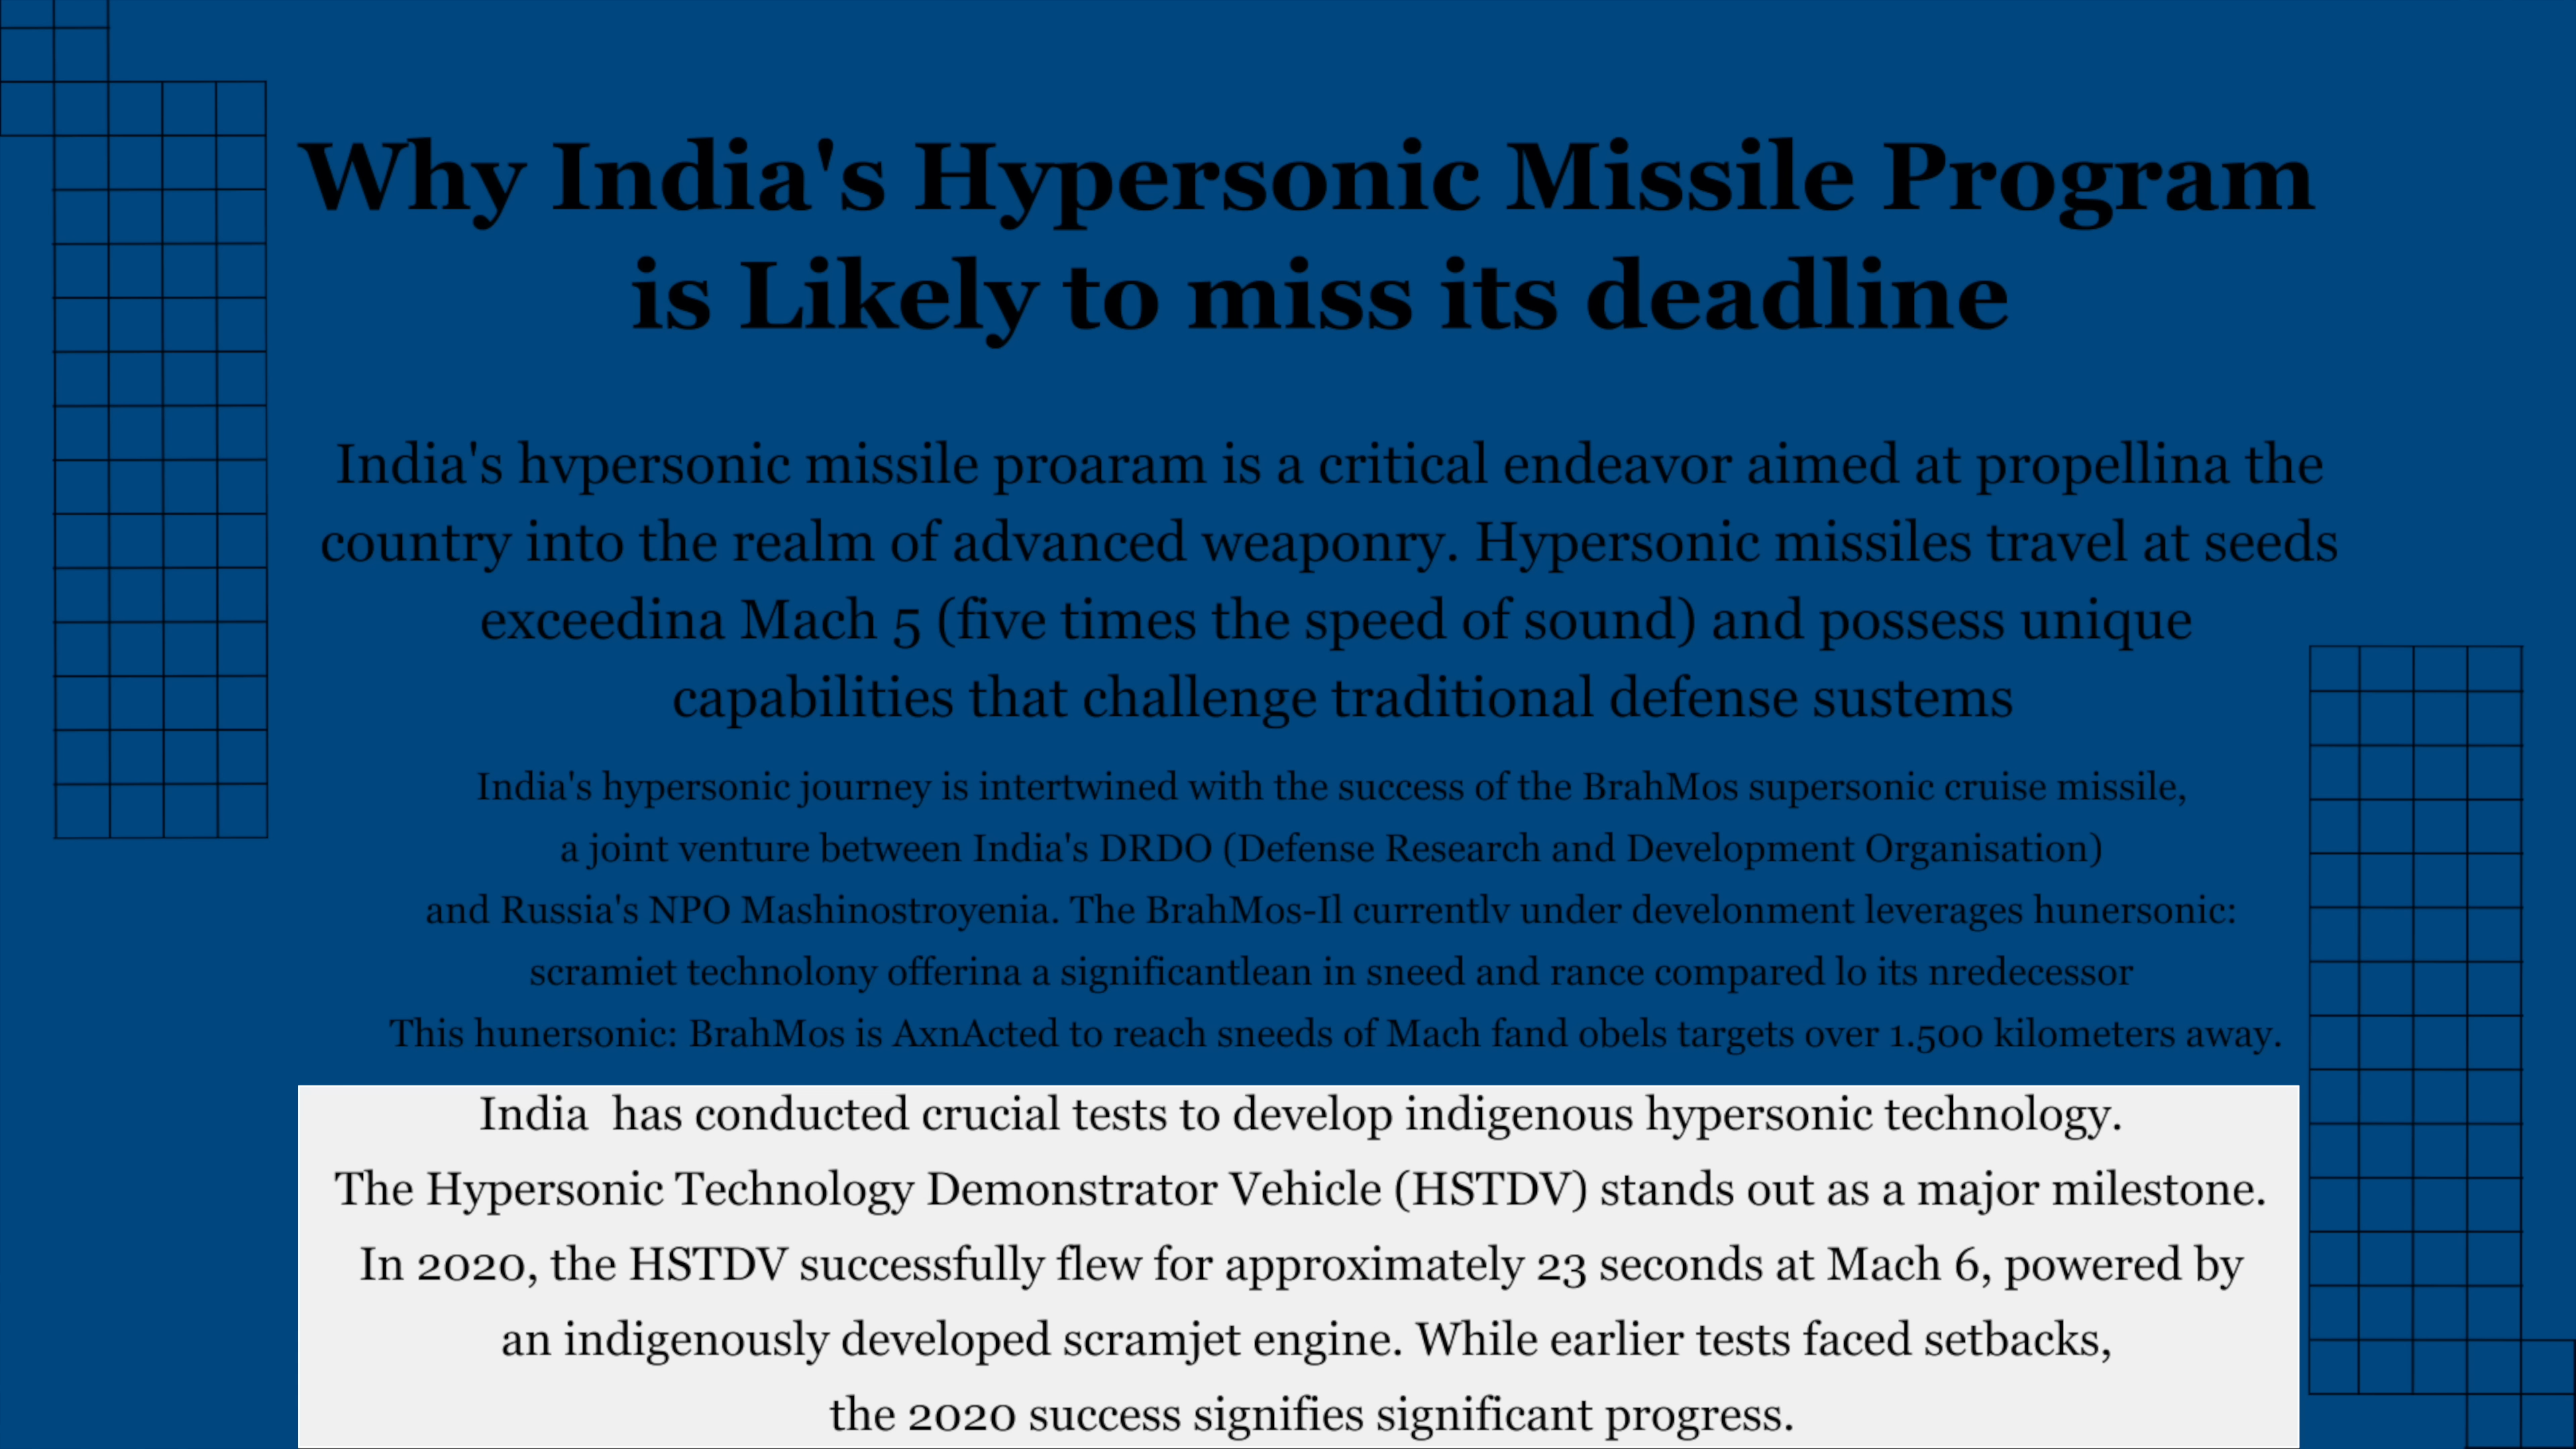 Why India's Hypersonic Missile Program
is Likely to miss its deadline
India's hvpersonic missile proaram is a critical endeavor aimed at propellina the
country into the realm of advanced weaponry. Hypersonic missiles travel at seeds
exceedina Mach 5 (five times the speed of sound) and possess unique
capabilities that challenge traditional defense sustems
India's hypersonic journey is intertwined with the success of the BrahMos supersonic cruise missile,
a joint venture between India's DRDO (Defense Research and Development Organisation)
and Russia's NPO Mashinostroyenia. The BrahMos-Il currentlv under develonment leverages hunersonic:
scramiet technolony offerina a significantlean in sneed and rance compared lo its nredecessor
This hunersonic: BrahMos is AxnActed to reach sneeds of Mach fand obels targets over 1.500 kilometers away.
India  has conducted crucial tests to develop indigenous hypersonic technology.
The Hypersonic Technology Demonstrator Vehicle (HSTDV) stands out as a major milestone.
In 2020, the HSTDV successfully flew for approximately 23 seconds at Mach 6, powered by
an indigenously developed scramjet engine. While earlier tests faced setbacks,
the 2020 success signifies significant progress.